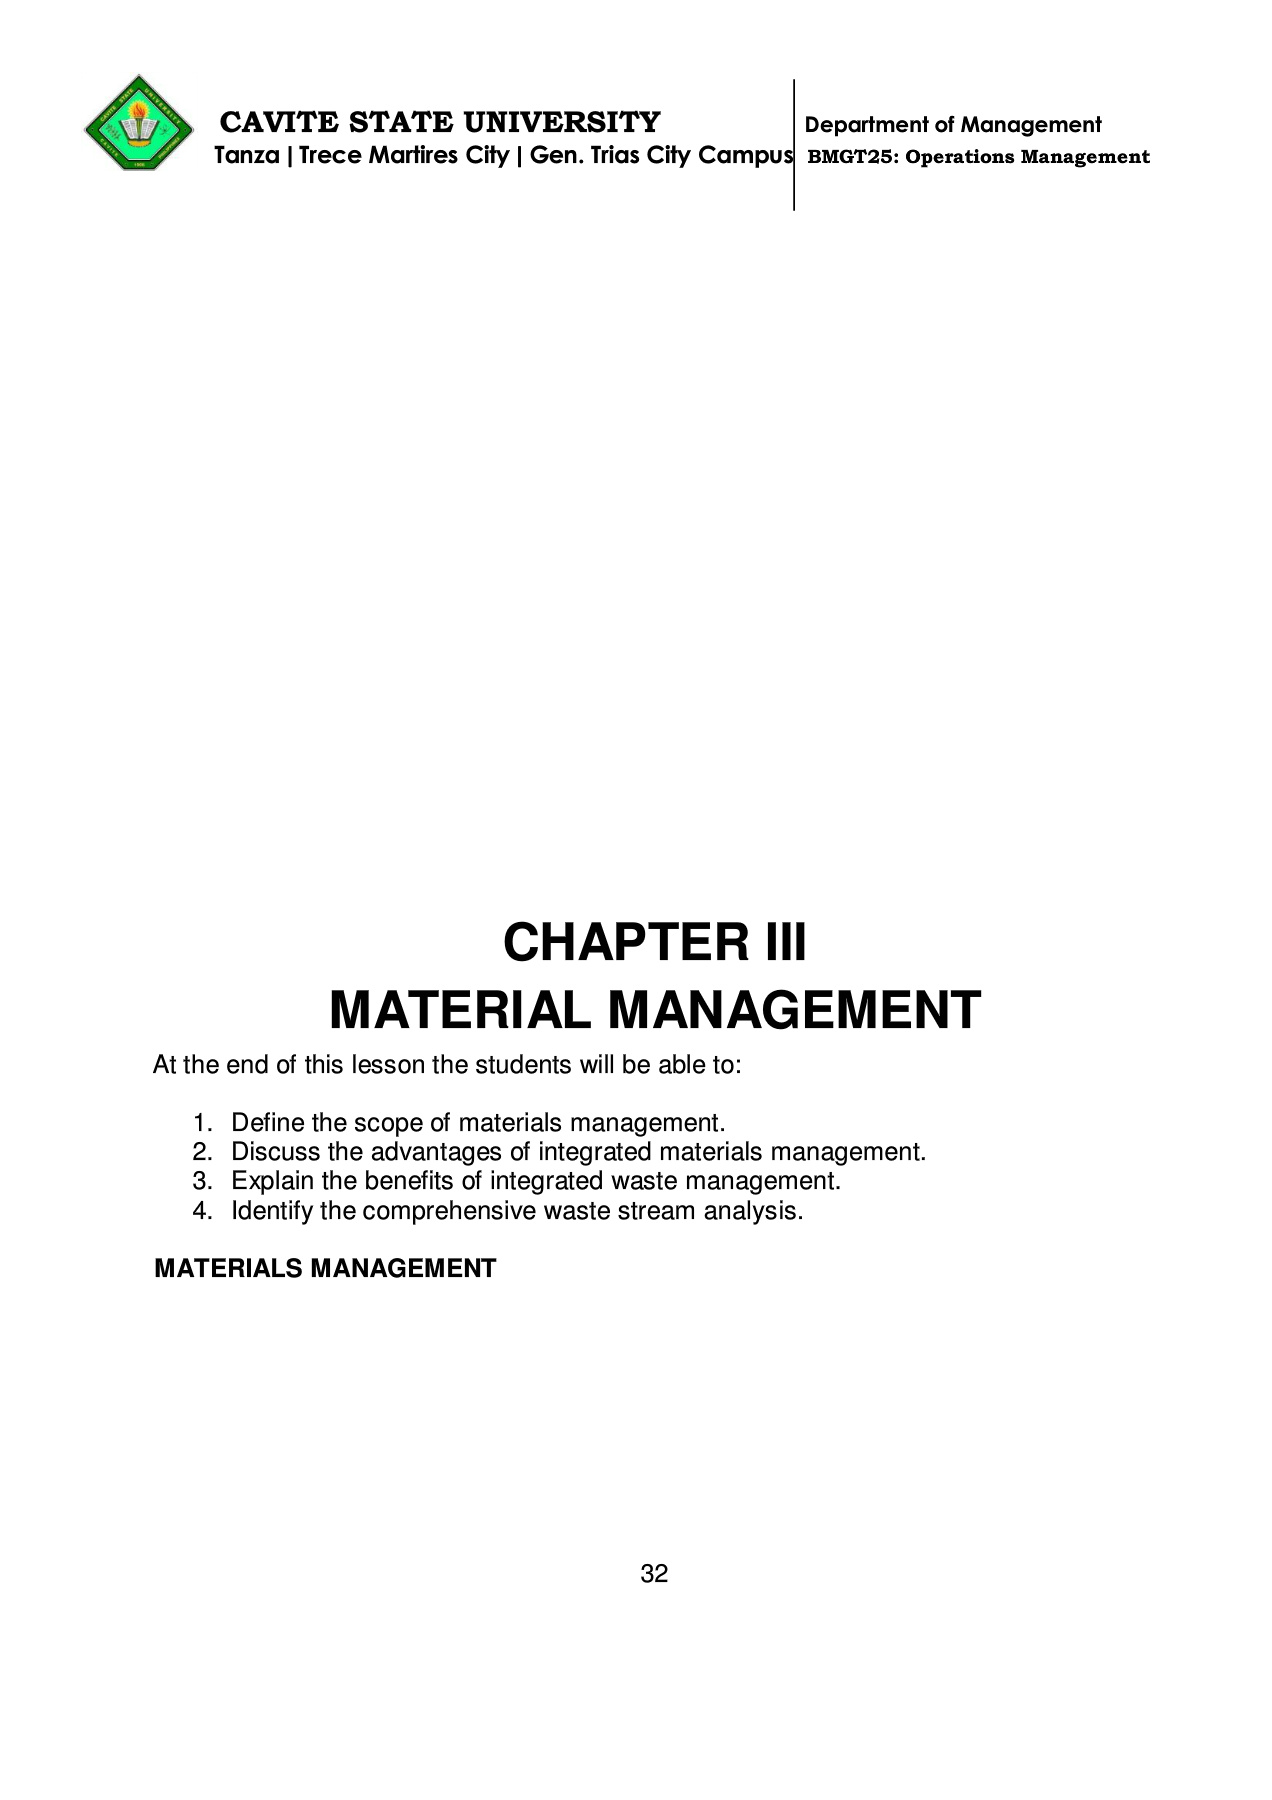 CAVITE STATE UNIVERSITY
Tanza | Trece Martires City | Gen. Trias City Campus
Department of Management
BMGT25: Operations Management
CHAPTER III
MATERIAL MANAGEMENT
At the end of this lesson the students will be able to:
1. Define the scope of materials management.
2. Discuss the advantages of integrated materials management.
3. Explain the benefits of integrated waste management.
4. Identify the comprehensive waste stream analysis.
MATERIALS MANAGEMENT
32